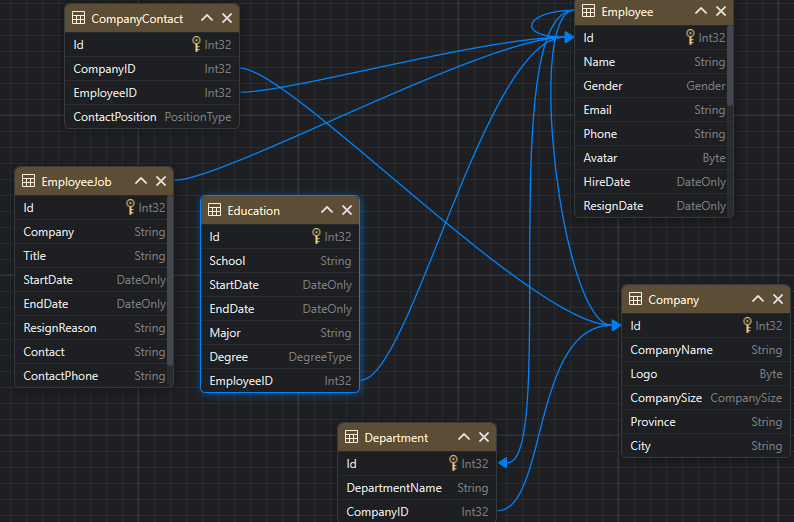 CompanyContact
Id Int32
CompanyID Int32
EmployeeID Int32
ContactPosition PositionType
Employee
Id Int32
Name String
Gender Gender
Email String
Phone String
Avatar Byte
HireDate DateOnly
ResignDate DateOnly
EmployeeJob
Id Int32
Company String
Title String
StartDate DateOnly
EndDate DateOnly
ResignReason String
Contact String
ContactPhone String
Education
Id Int32
School String
StartDate DateOnly
EndDate DateOnly
Major String
Degree DegreeType
EmployeeID Int32
Company
Id Int32
CompanyName String
Logo Byte
CompanySize CompanySize
Province String
City String
Department
Id Int32
DepartmentName String
CompanyID Int32